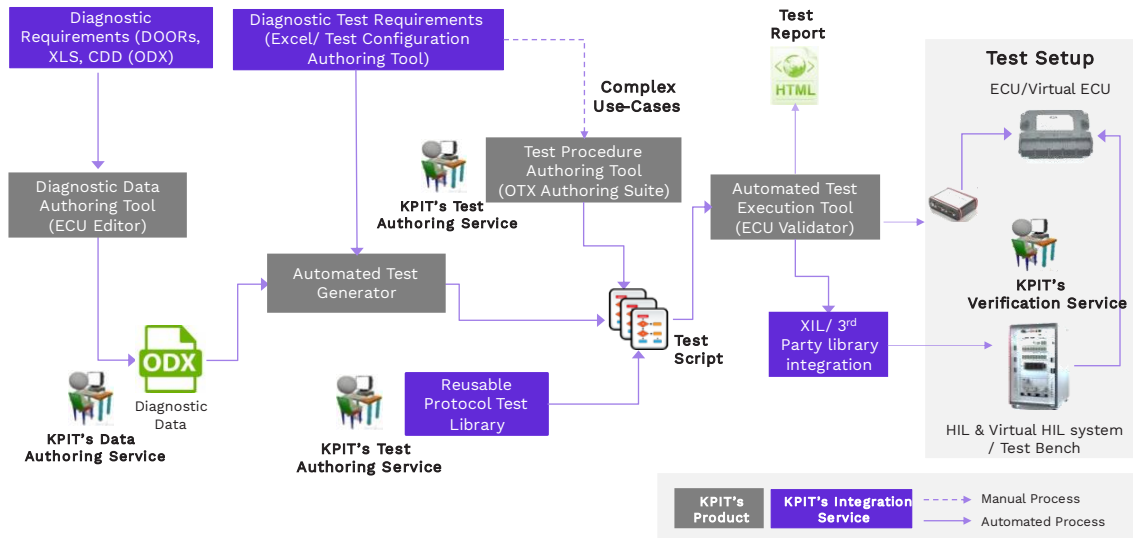 Diagnostic
Requirements (DOORs,
XLS, CDD (ODX)
Diagnostic Test Requirements
(Excel/ Test Configuration
Authoring Tool)
Test
Report
HTML
Complex
Use-Cases
Test Setup
ECU/Virtual ECU
Diagnostic Data
Authoring Tool
(ECU Editor)
KPIT's Test
Authoring Service
Test Procedure
Authoring Tool
(OTX Authoring Suite)
Automated Test
Execution Tool
(ECU Validator)
Automated Test
Generator
KPIT's
Verification Service
Test
Script
XIL/ 3rd
Party library
integration
ODX
Diagnostic
Data
KPIT's Data
Authoring Service
KPIT's Test
Authoring Service
Reusable
Protocol Test
Library
HIL & Virtual HIL system
/ Test Bench
KPIT's
Product
KPIT's Integration
Service
Manual Process
Automated Process